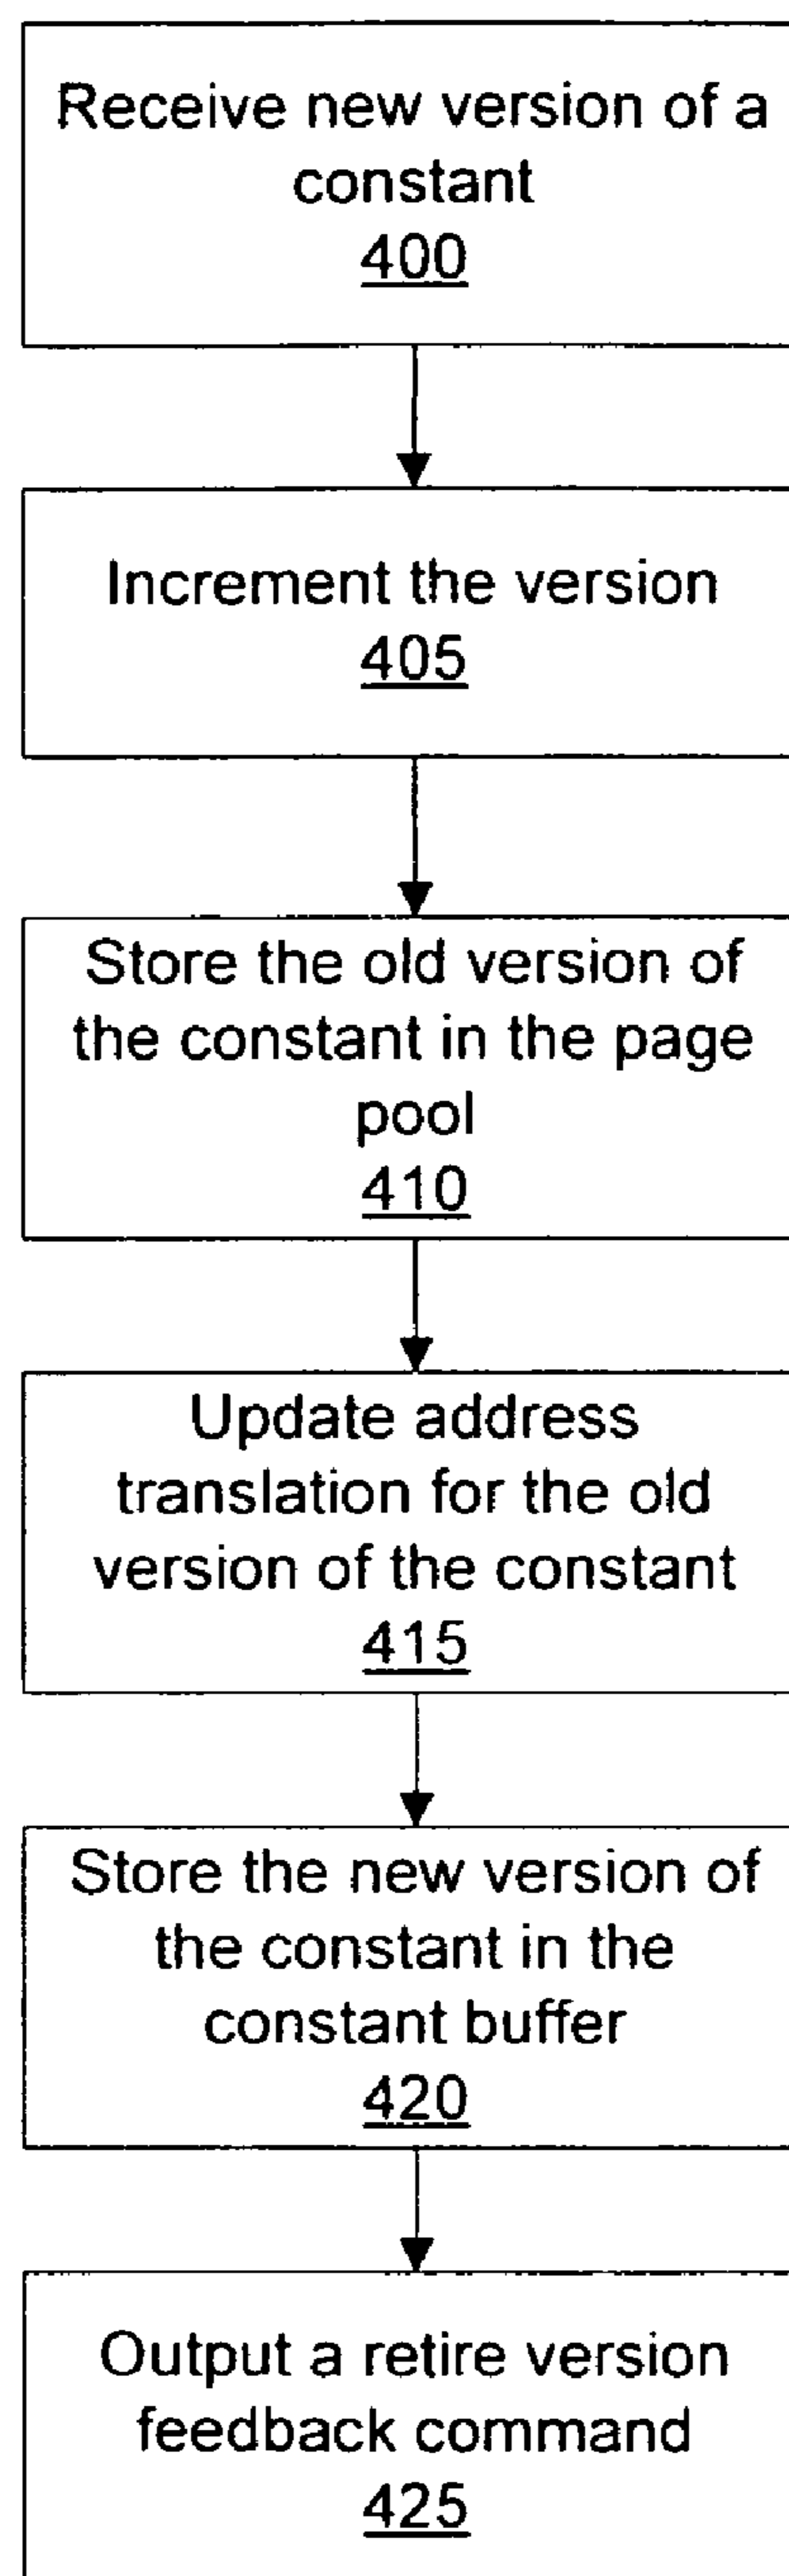 Receive new version of a
constant
400
Increment the version
405
Store the old version of
the constant in the page
pool
410
Update address
translation for the old
version of the constant
415
Store the new version of
the constant in the
constant buffer
420
Output a retire version
feedback command
425